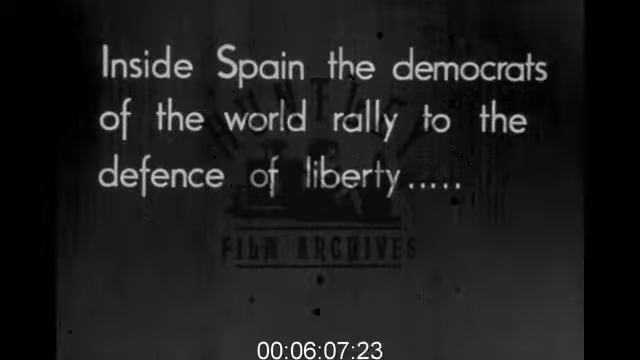 Inside Spain the democrats
of the world rally to the
defence of liberty.....
HUNTLEY
FILM ARCHIVES
00:06:07:23